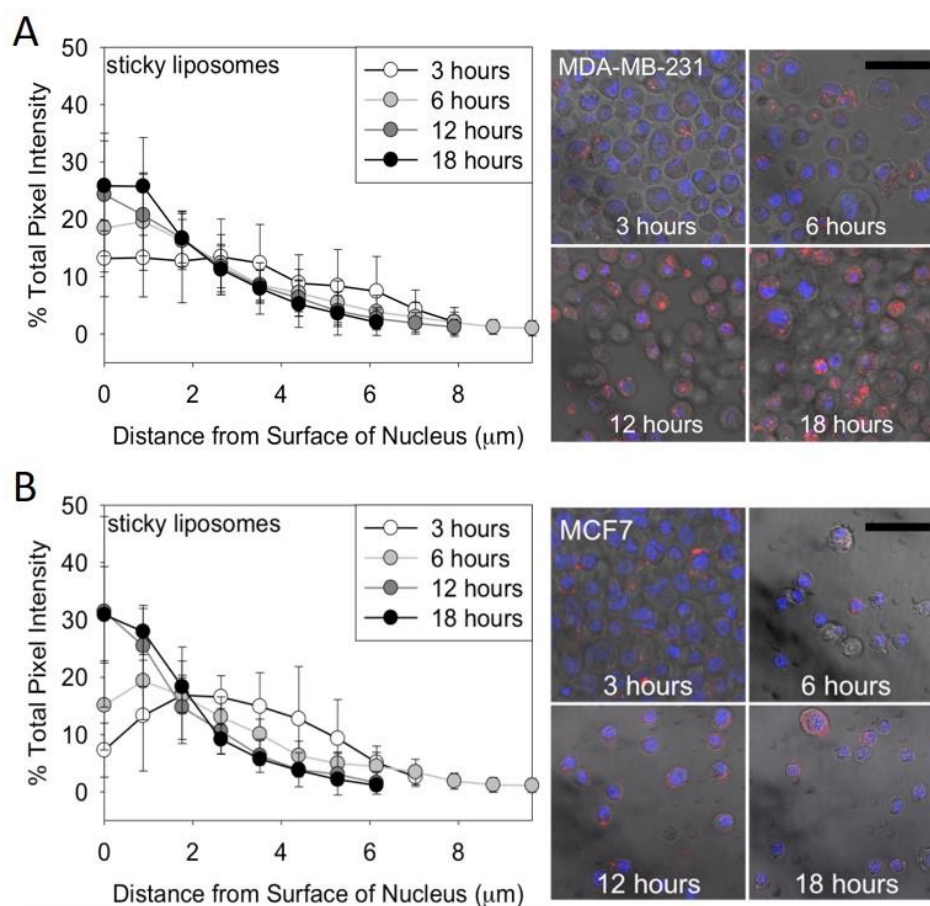 A
sticky liposomes
3 hours
6 hours
12 hours
18 hours
50
40
30
20
10
0
% Total Pixel Intensity
0 2 4 6 8
Distance from Surface of Nucleus (μm)
MDA-MB-231
3 hours
6 hours
12 hours
18 hours
B
sticky liposomes
3 hours
6 hours
12 hours
18 hours
50
40
30
20
10
0
% Total Pixel Intensity
0 2 4 6 8
Distance from Surface of Nucleus (μm)
MCF7
3 hours
6 hours
12 hours
18 hours